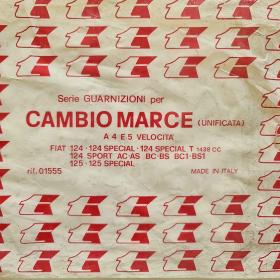 Serie GUARNIZIONI per
CAMBIO MARCE (UNIFICATA)
A 4 E 5 VELOCITA'
FIAT 124 · 124 SPECIAL · 124 SPECIAL T 1438 CC
124 SPORT AC·AS BC·BS BC1·BS1
125 · 125 SPECIAL
rif. 01555 MADE IN ITALY